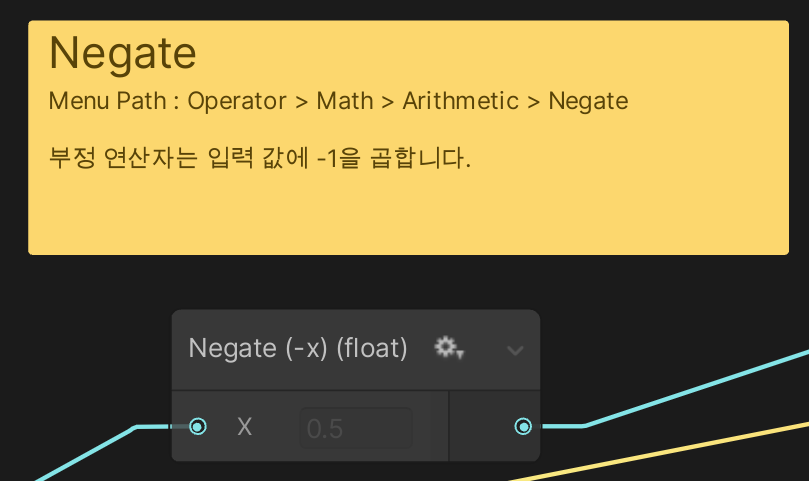 Negate
Menu Path : Operator > Math > Arithmetic > Negate
부정 연산자는 입력 값에 -1을 곱합니다.
Negate (-x) (float)
X 0.5